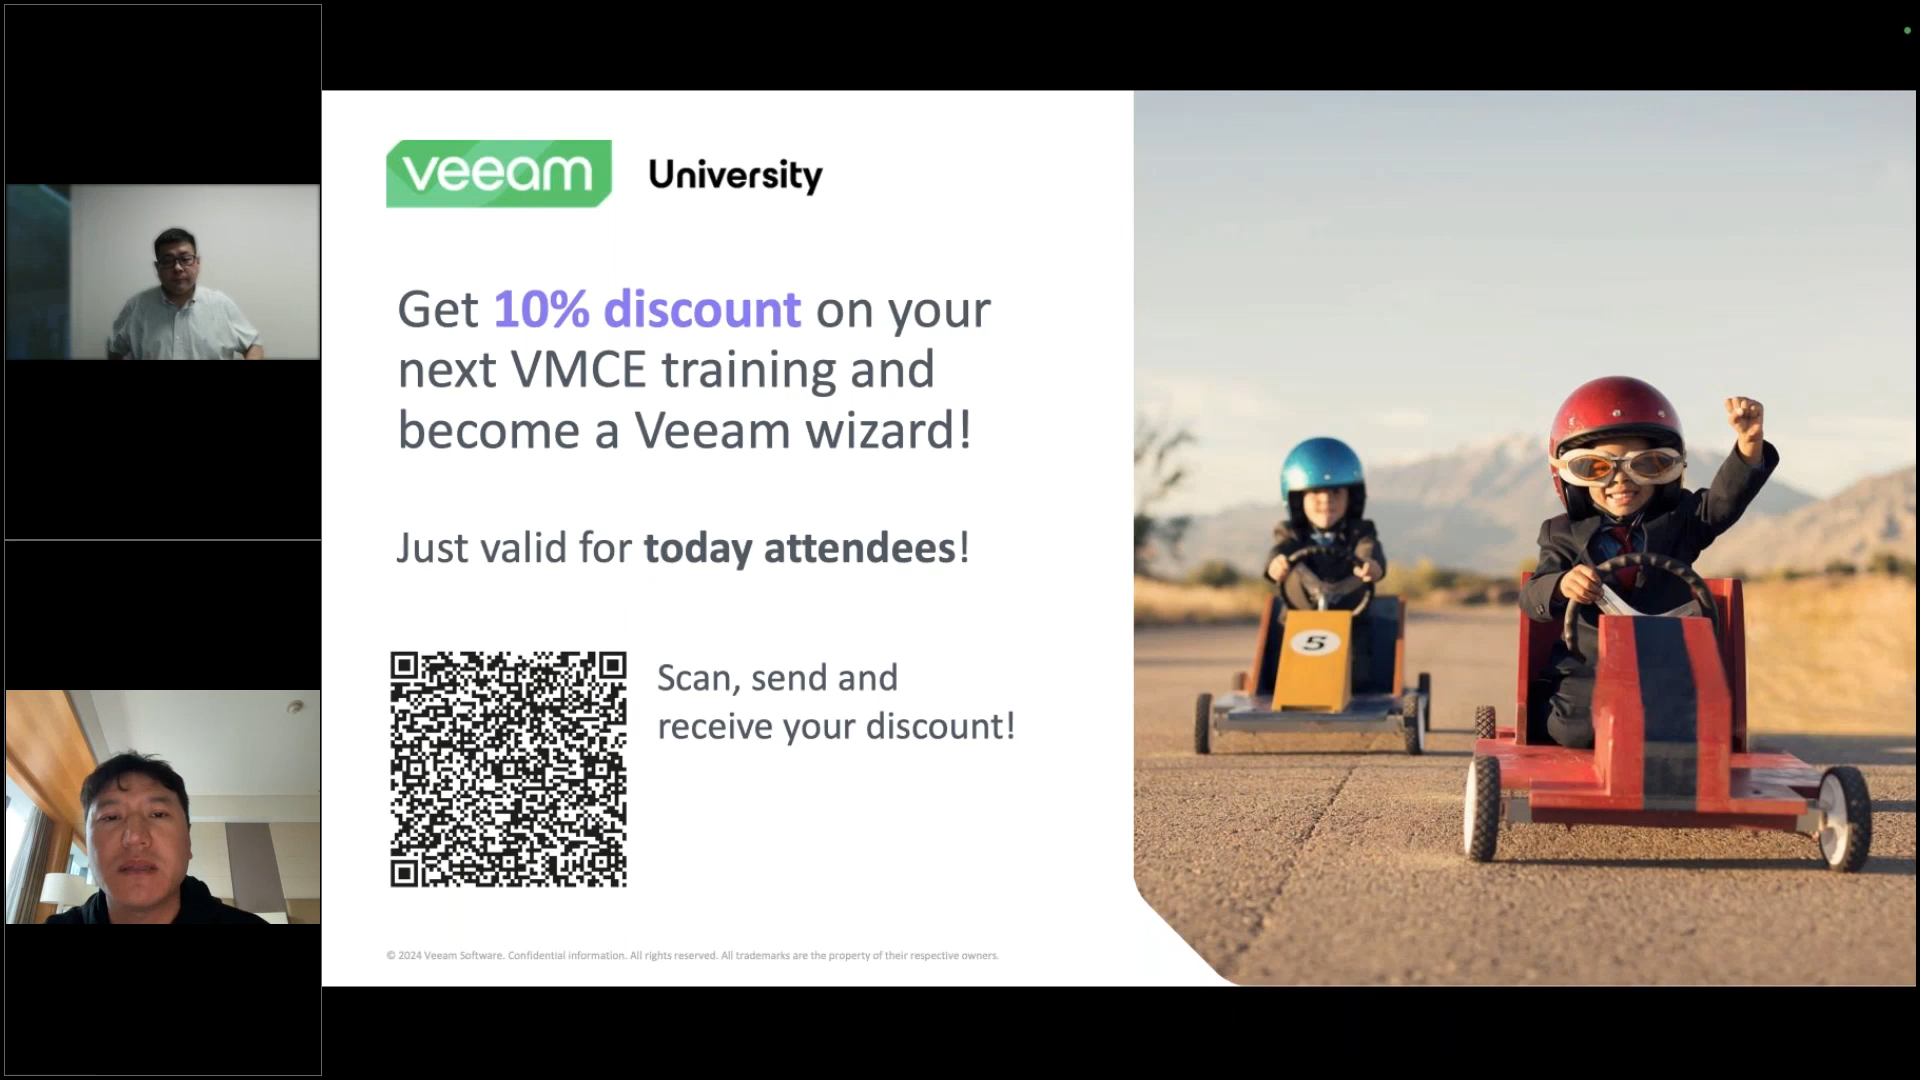 veeam University
Get 10% discount on your
next VMCE training and
become a Veeam wizard!
Just valid for today attendees!
Scan, send and
receive your discount!
5
© 2024 Veeam Software. Confidential information. All rights reserved. All trademarks are the property of their respective owners.